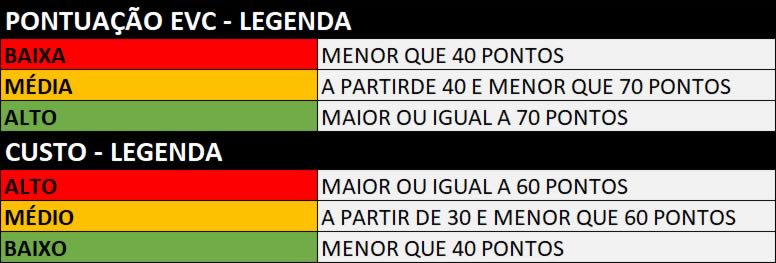 PONTUAÇÃO EVC - LEGENDA
BAIXA MENOR QUE 40 PONTOS
MÉDIA A PARTIRDE 40 E MENOR QUE 70 PONTOS
ALTO MAIOR OU IGUAL A 70 PONTOS
CUSTO - LEGENDA
ALTO MAIOR OU IGUAL A 60 PONTOS
MÉDIO A PARTIR DE 30 E MENOR QUE 60 PONTOS
BAIXO MENOR QUE 40 PONTOS